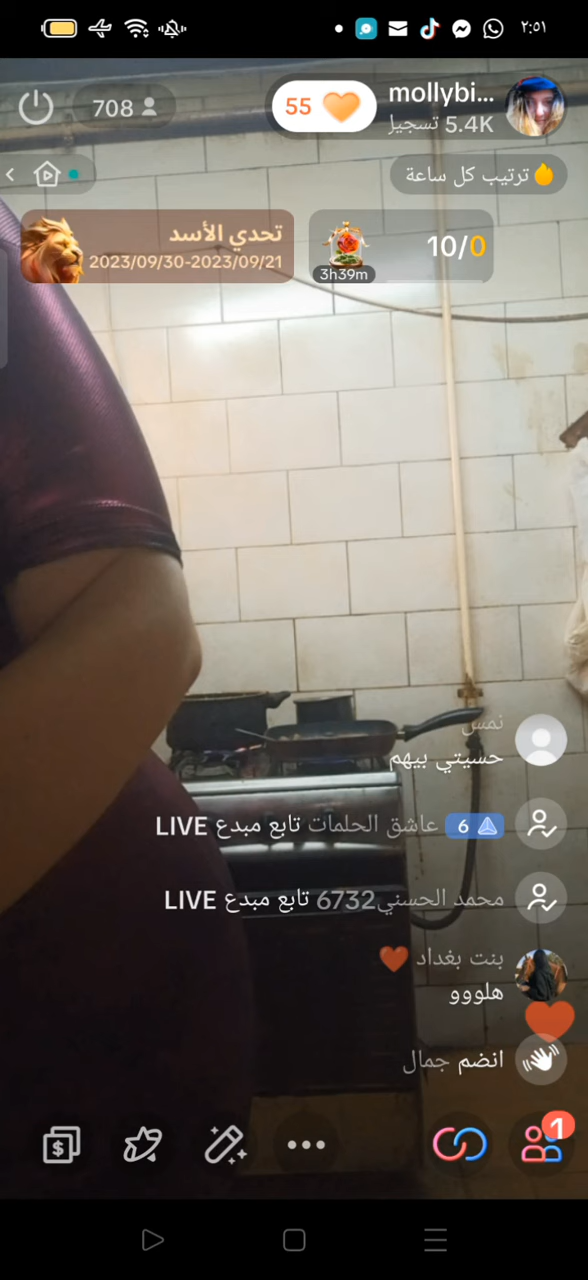 ٢:٥١
mollybi...
5.4K تسجيل
55
708
ترتيب كل ساعة
تحدي الأسد
2023/09/30-2023/09/21
10/0
3h39m
نمس
حسيتي بيهم
6 عاشق الحلمات تابع مبدع LIVE
محمد الحسني6732 تابع مبدع LIVE
بنت بغداد
هلووو
انضم جمال
1